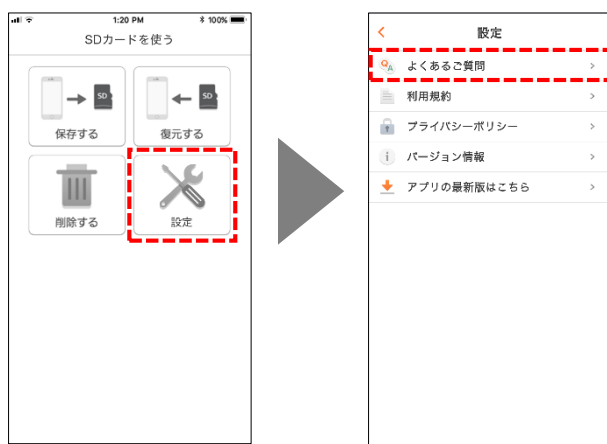 1:20 PM
100%
SDカードを使う
SD
SD
保存する
復元する
削除する
設定
設定
QA
よくあるご質問
利用規約
プライバシーポリシー
i
バージョン情報
アプリの最新版はこちら